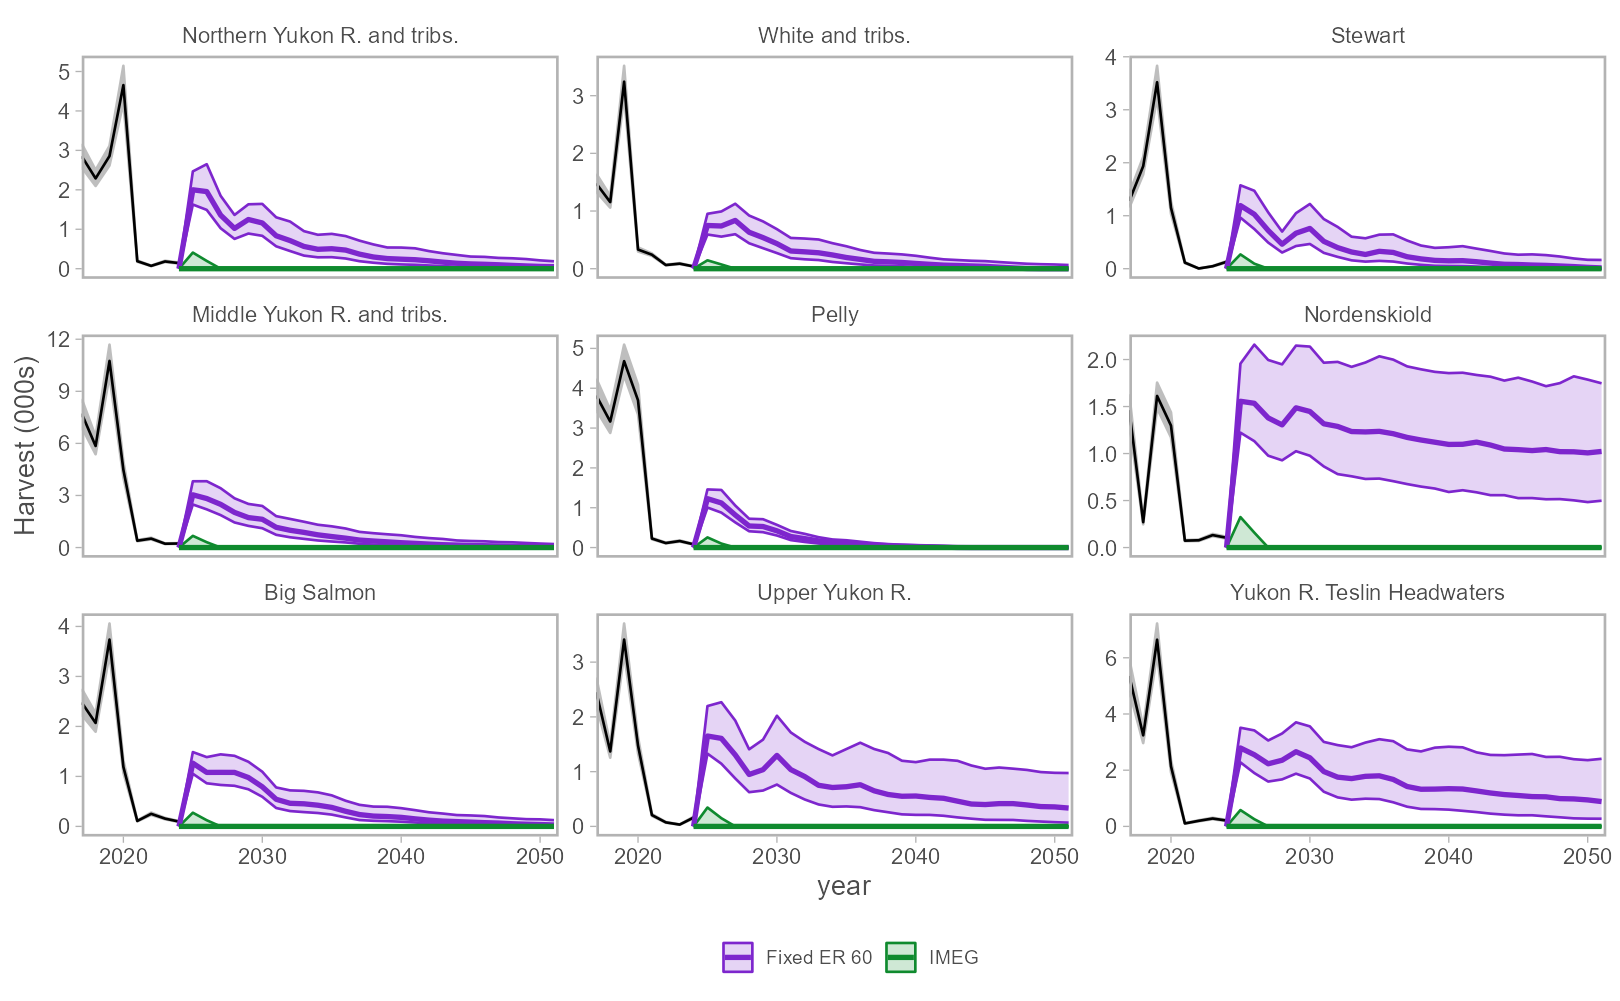 Northern Yukon R. and tribs.
White and tribs.
Stewart
5
4
3
2
1
0
3
2
1
0
4
3
2
1
0
Middle Yukon R. and tribs.
Pelly
Nordenskiold
12
9
6
3
0
5
4
3
2
1
0
2.0
1.5
1.0
0.5
0.0
Harvest (000s)
Big Salmon
Upper Yukon R.
Yukon R. Teslin Headwaters
4
3
2
1
0
3
2
1
0
6
4
2
0
2020 2030 2040 2050
2020 2030 2040 2050
2020 2030 2040 2050
year
Fixed ER 60 IMEG